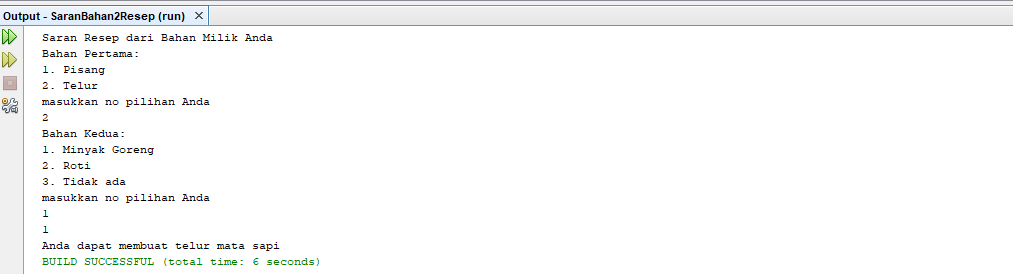 Output - SaranBahan2Resep (run)
Saran Resep dari Bahan Milik Anda
Bahan Pertama:
1. Pisang
2. Telur
masukkan no pilihan Anda
2
Bahan Kedua:
1. Minyak Goreng
2. Roti
3. Tidak ada
masukkan no pilihan Anda
1
1
Anda dapat membuat telur mata sapi
BUILD SUCCESSFUL (total time: 6 seconds)